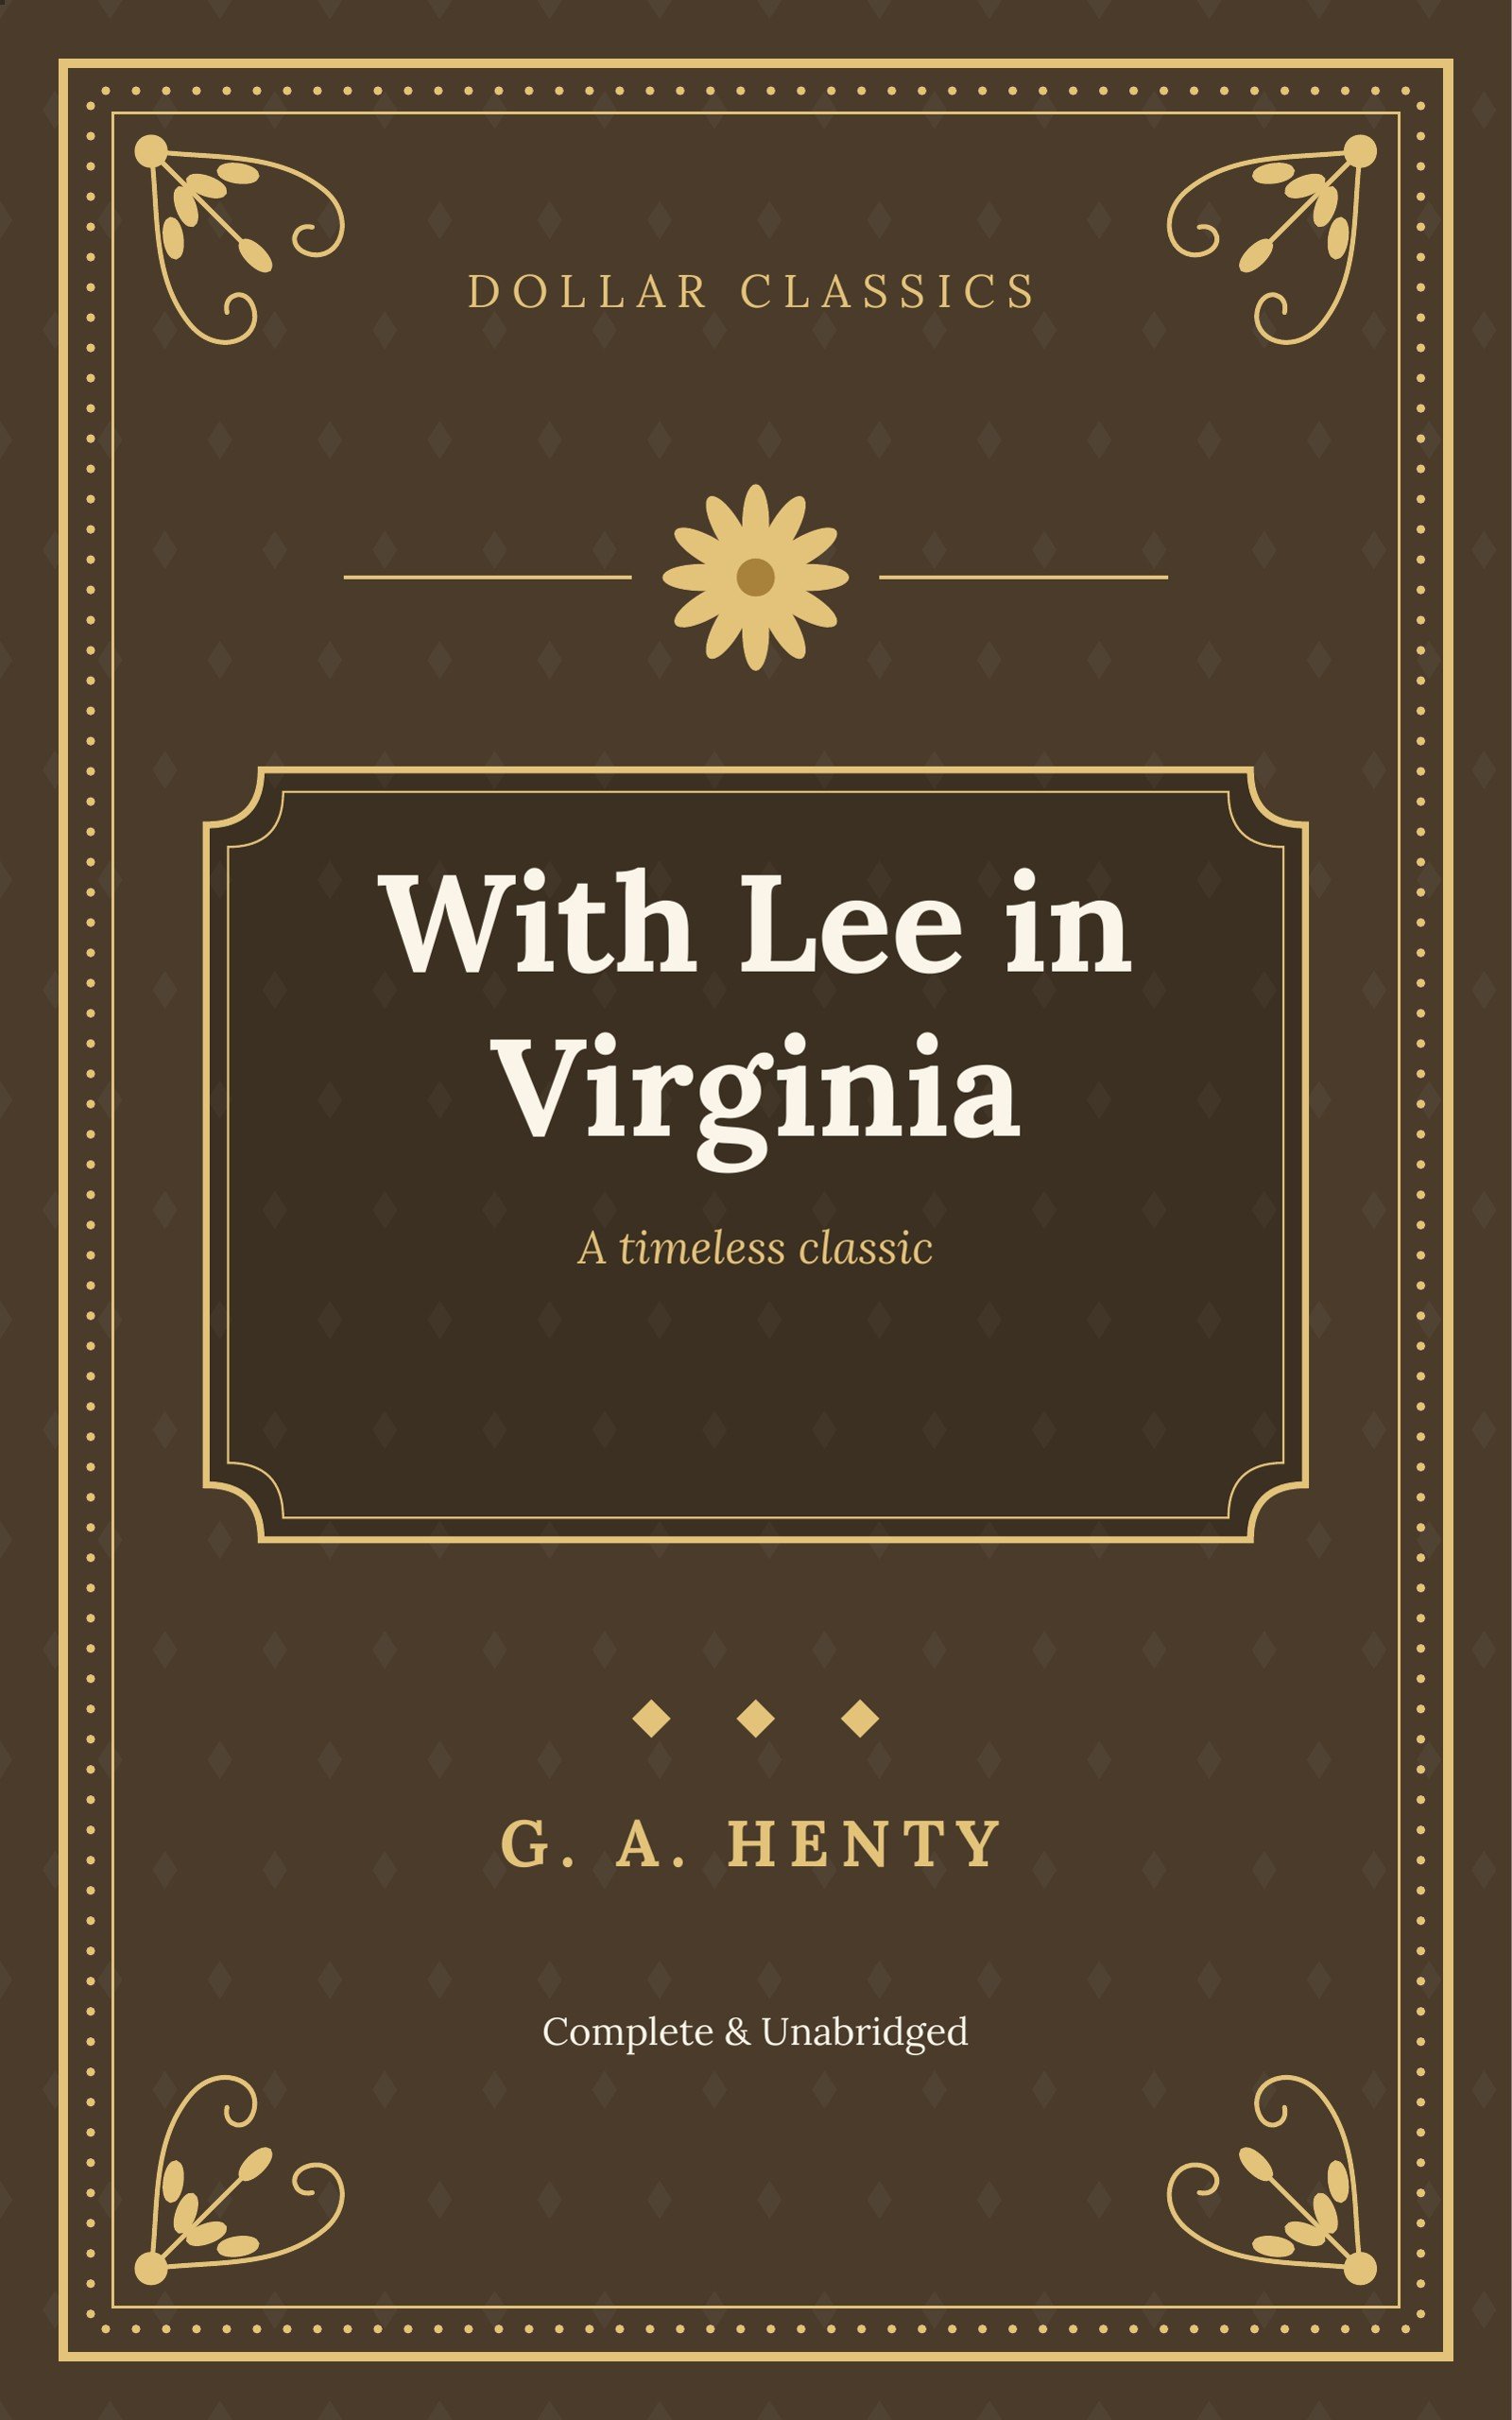 DOLLAR CLASSICS
With Lee in
Virginia
A timeless classic
G. A. HENTY
Complete & Unabridged